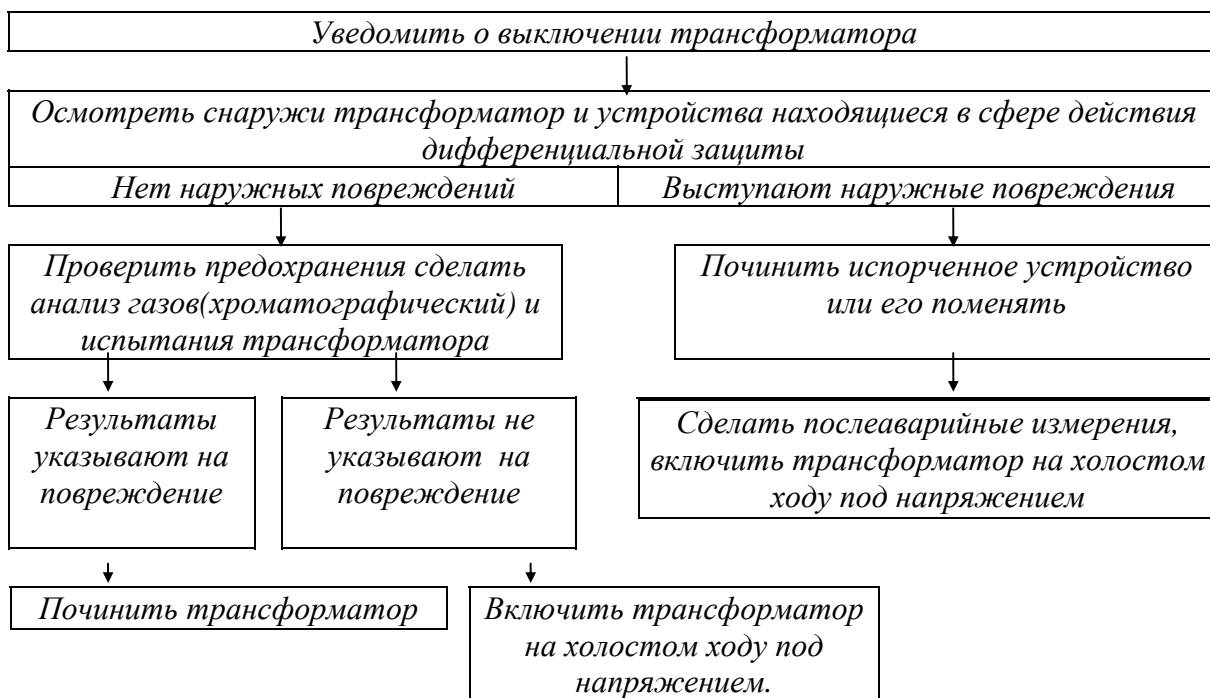 Уведомить о выключении трансформатора
Осмотреть снаружи трансформатор и устройства находящиеся в сфере действия
дифференциальной защиты
Нет наружных повреждений
Выступают наружные повреждения
Проверить предохранения сделать
анализ газов(хроматографический) и
испытания трансформатора
Починить испорченное устройство
или его поменять
Результаты
указывают на
повреждение
Результаты не
указывают на
повреждение
Сделать послеаварийные измерения,
включить трансформатор на холостом
ходу под напряжением
Починить трансформатор
Включить трансформатор
на холостом ходу под
напряжением.